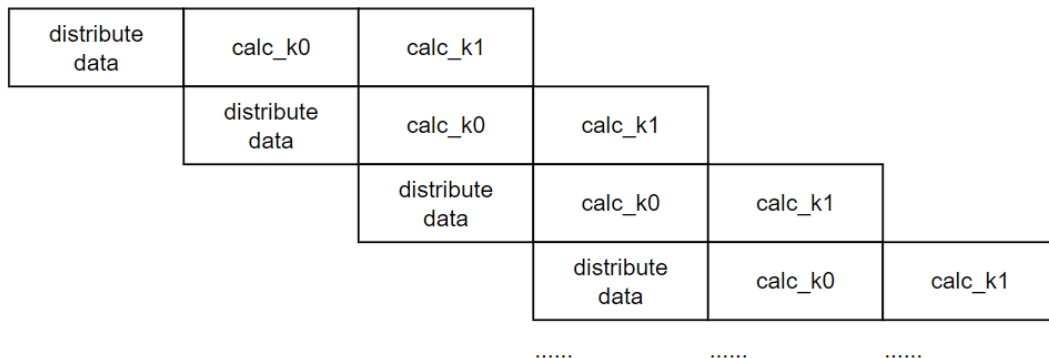 distribute
data
calc_k0
calc_k1
distribute
data
calc_k0
calc_k1
distribute
data
calc_k0
calc_k1
distribute
data
calc_k0
calc_k1
...... ...... ......